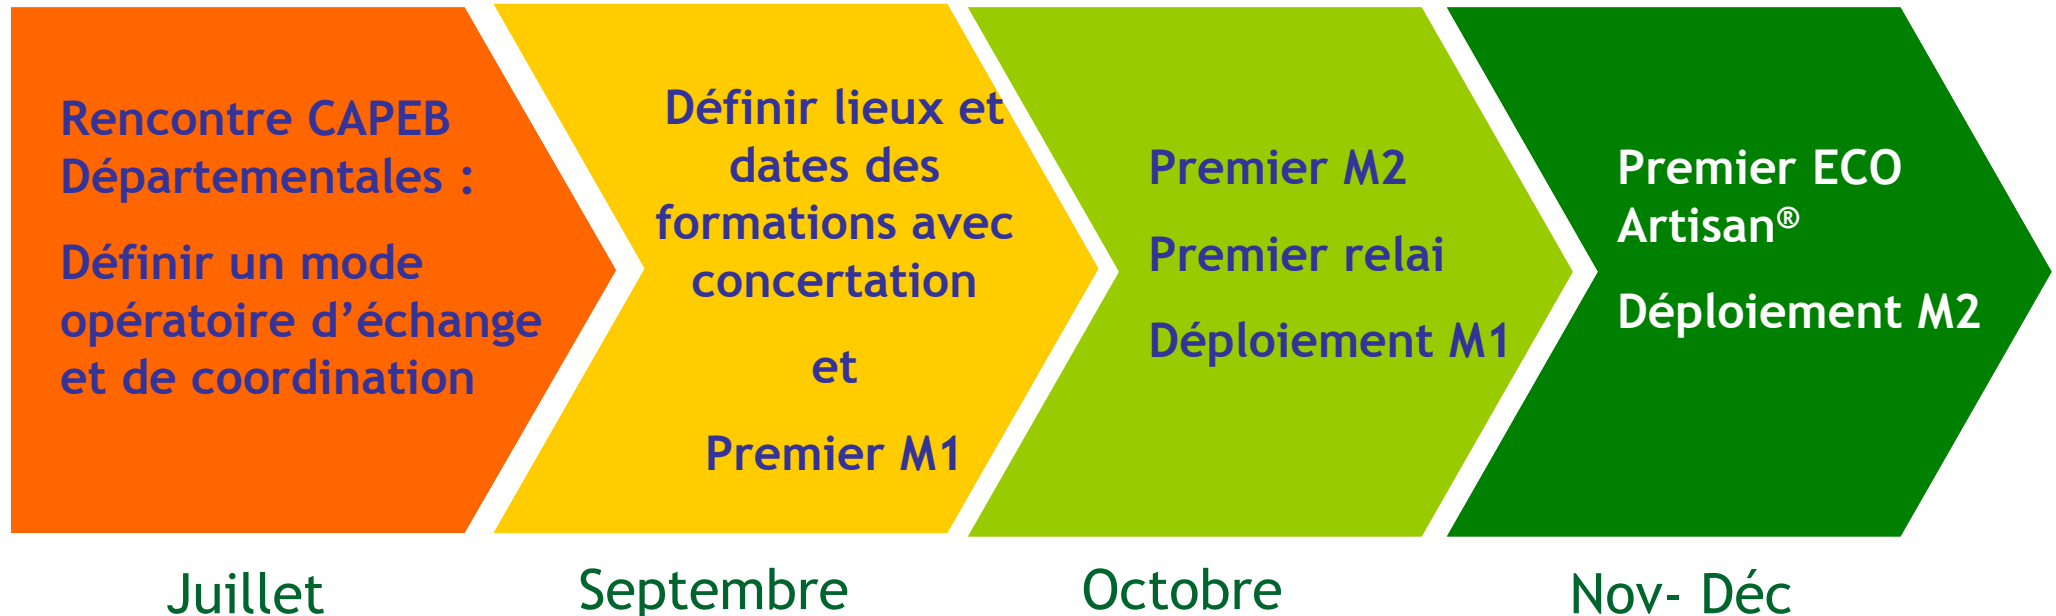 Rencontre CAPEB
Départementales :
Définir un mode
opératoire d’échange
et de coordination
Définir lieux et
dates des
formations avec
concertation
et
Premier M1
Premier M2
Premier relai
Déploiement M1
Premier ECO
Artisan®
Déploiement M2
Juillet
Septembre
Octobre
Nov- Déc